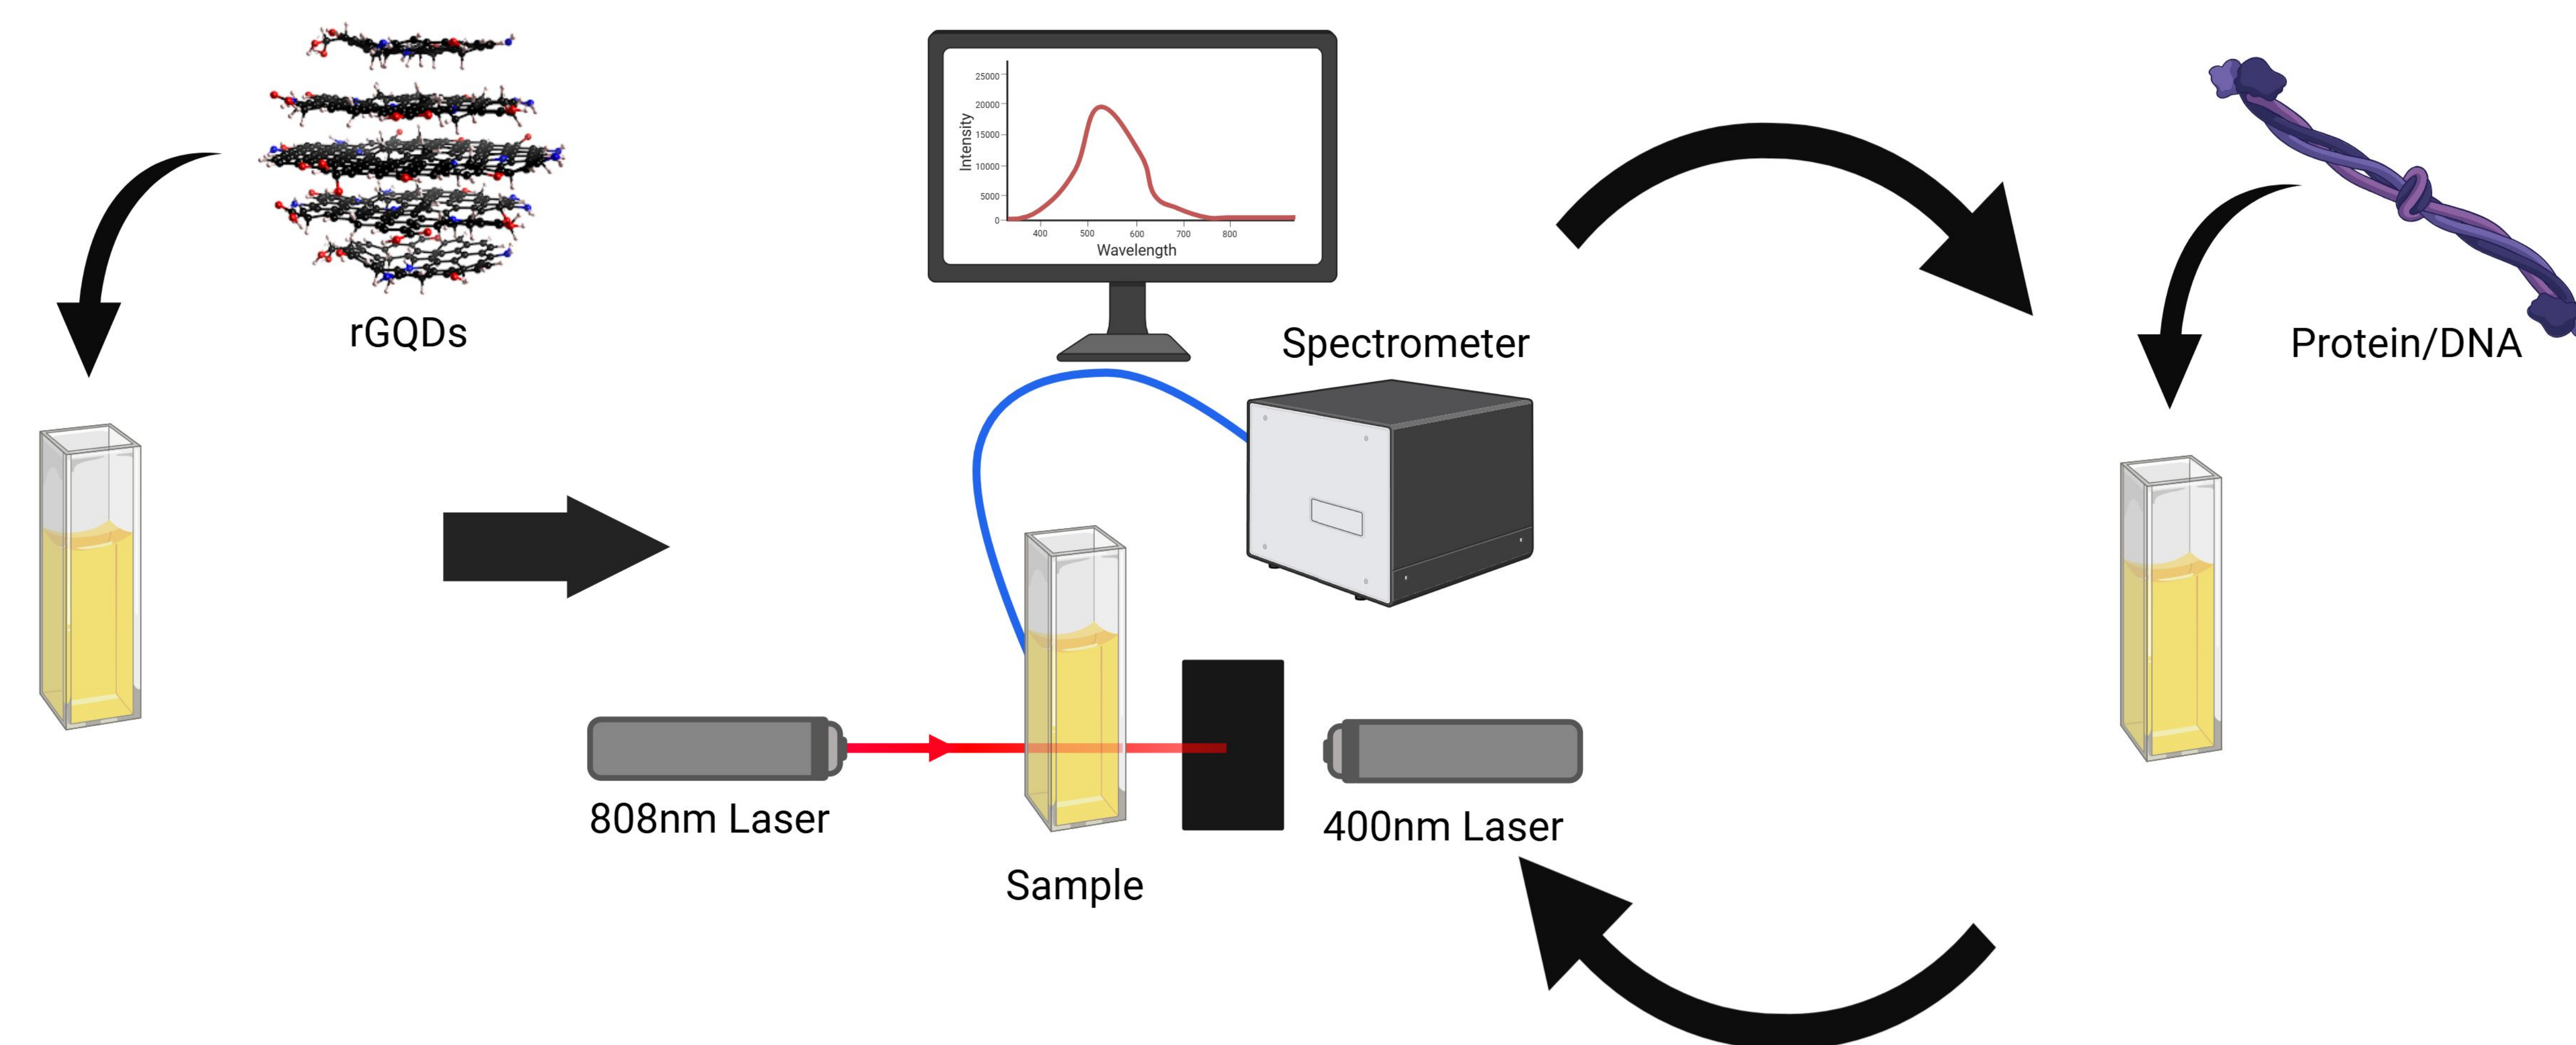 rGQDs
Intensity
25000
20000
15000
10000
5000
0
400 500 600 700 800
Wavelength
Spectrometer
808nm Laser
Sample
400nm Laser
Protein/DNA